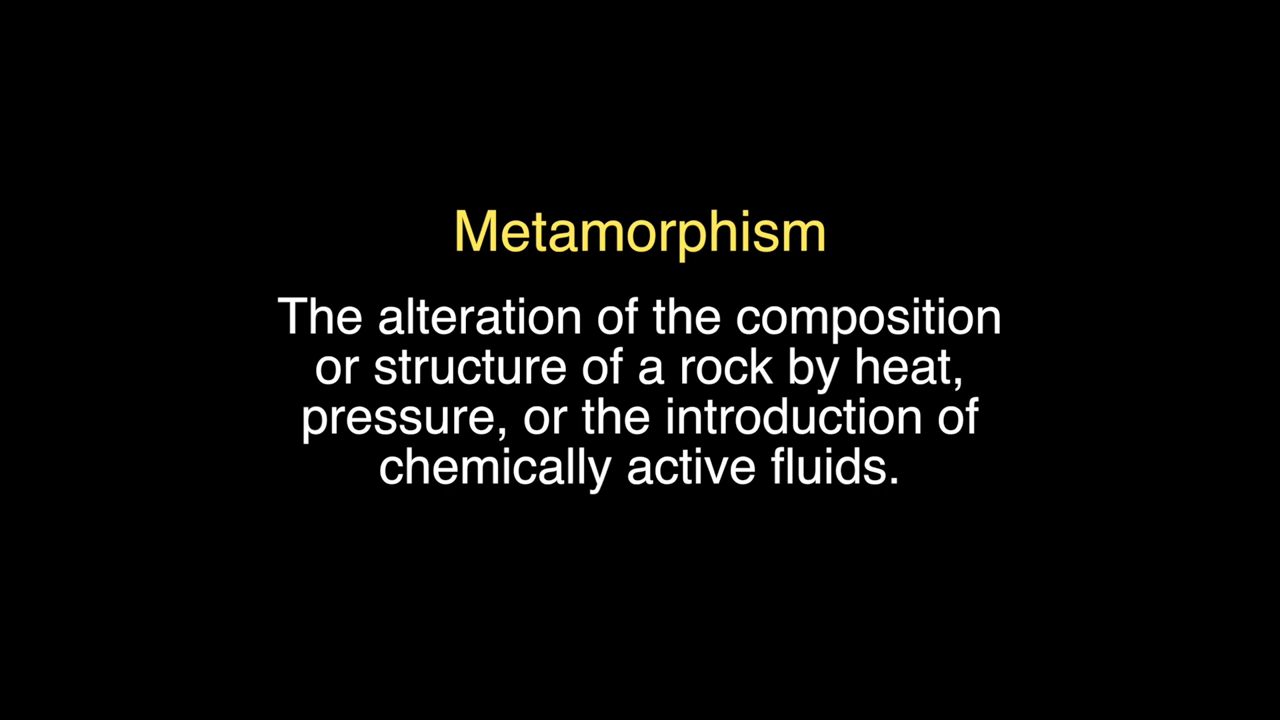 Metamorphism
The alteration of the composition
or structure of a rock by heat,
pressure, or the introduction of
chemically active fluids.